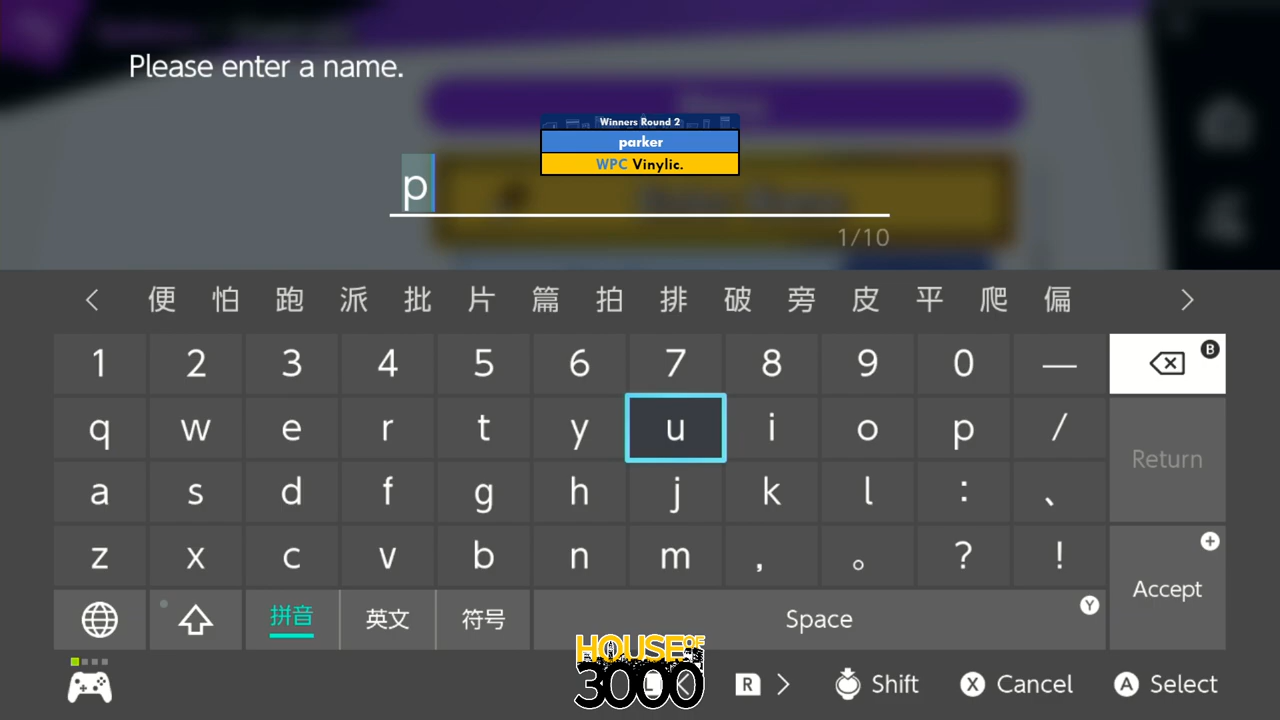 Please enter a name.
Winners Round 2
parker
WPC Vinylic.
p
1/10
便 怕 跑 派 批 片 篇 拍 排 破 旁 皮 平 爬 偏
1 2 3 4 5 6 7 8 9 0 — B
q w e r t y u i o p /
Return
a s d f g h j k l : 、
z x c v b n m , 。 ? ! +
Accept
拼音 英文 符号 Space Y
HOUSE OF
3000
L R Shift X Cancel A Select